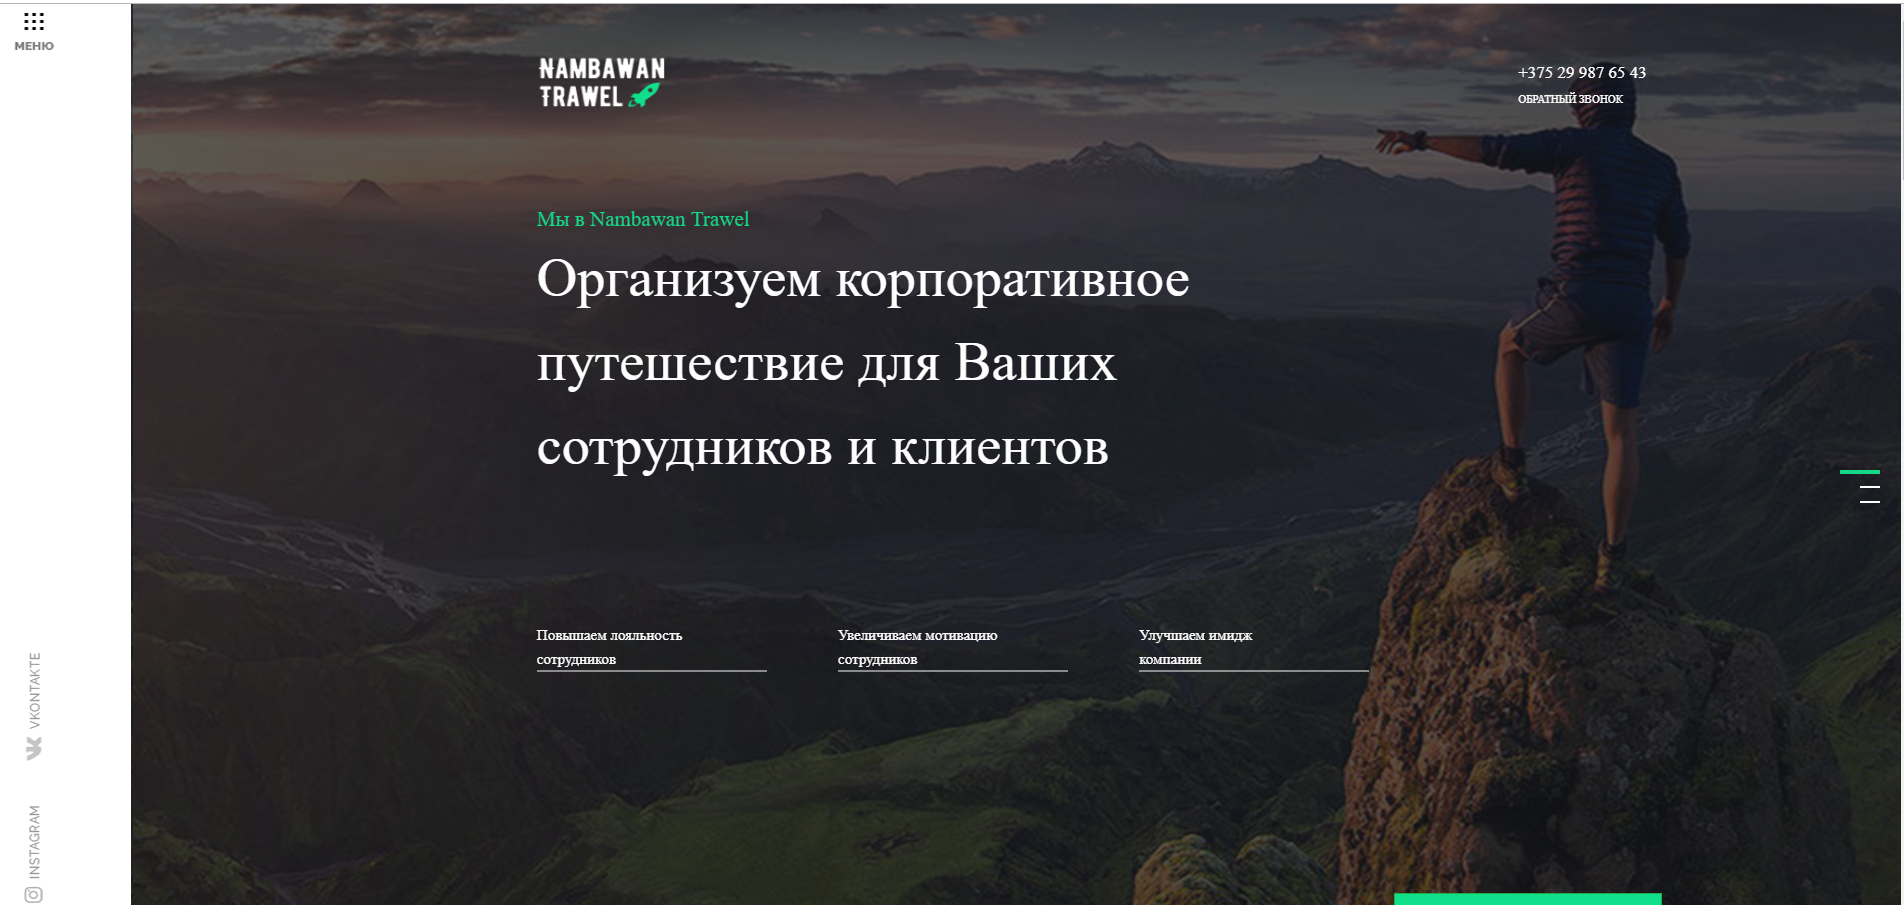 МЕНЮ
NAMBAWAN
TRAWEL
+375 29 987 65 43
ОБРАТНЫЙ ЗВОНОК
Мы в Nambawan Trawel
Организуем корпоративное
путешествие для Ваших
сотрудников и клиентов
Повышаем лояльность
сотрудников
Увеличиваем мотивацию
сотрудников
Улучшаем имидж
компании
VKONTAKTE
INSTAGRAM